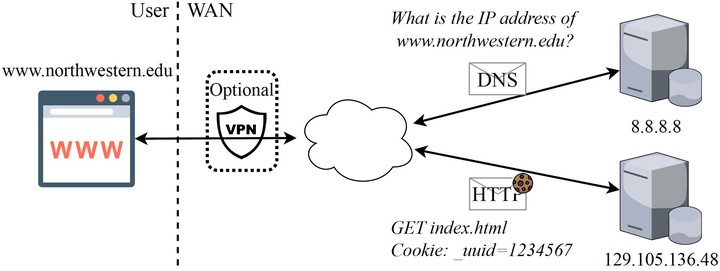 User
WAN
What is the IP address of
www.northwestern.edu?
www.northwestern.edu
Optional
VPN
WWW
DNS
8.8.8.8
HTTP
GET index.html
Cookie: _uuid=1234567
129.105.136.48